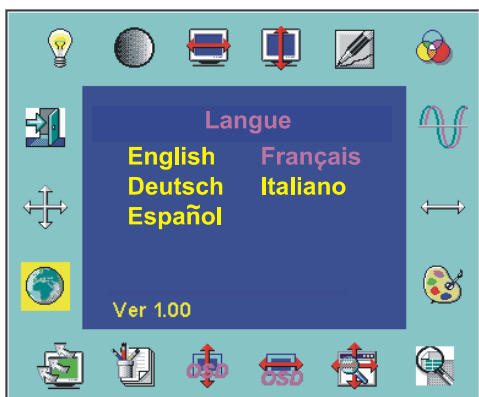 Langue
English Français
Deutsch Italiano
Español
Ver 1.00
OSD OSD